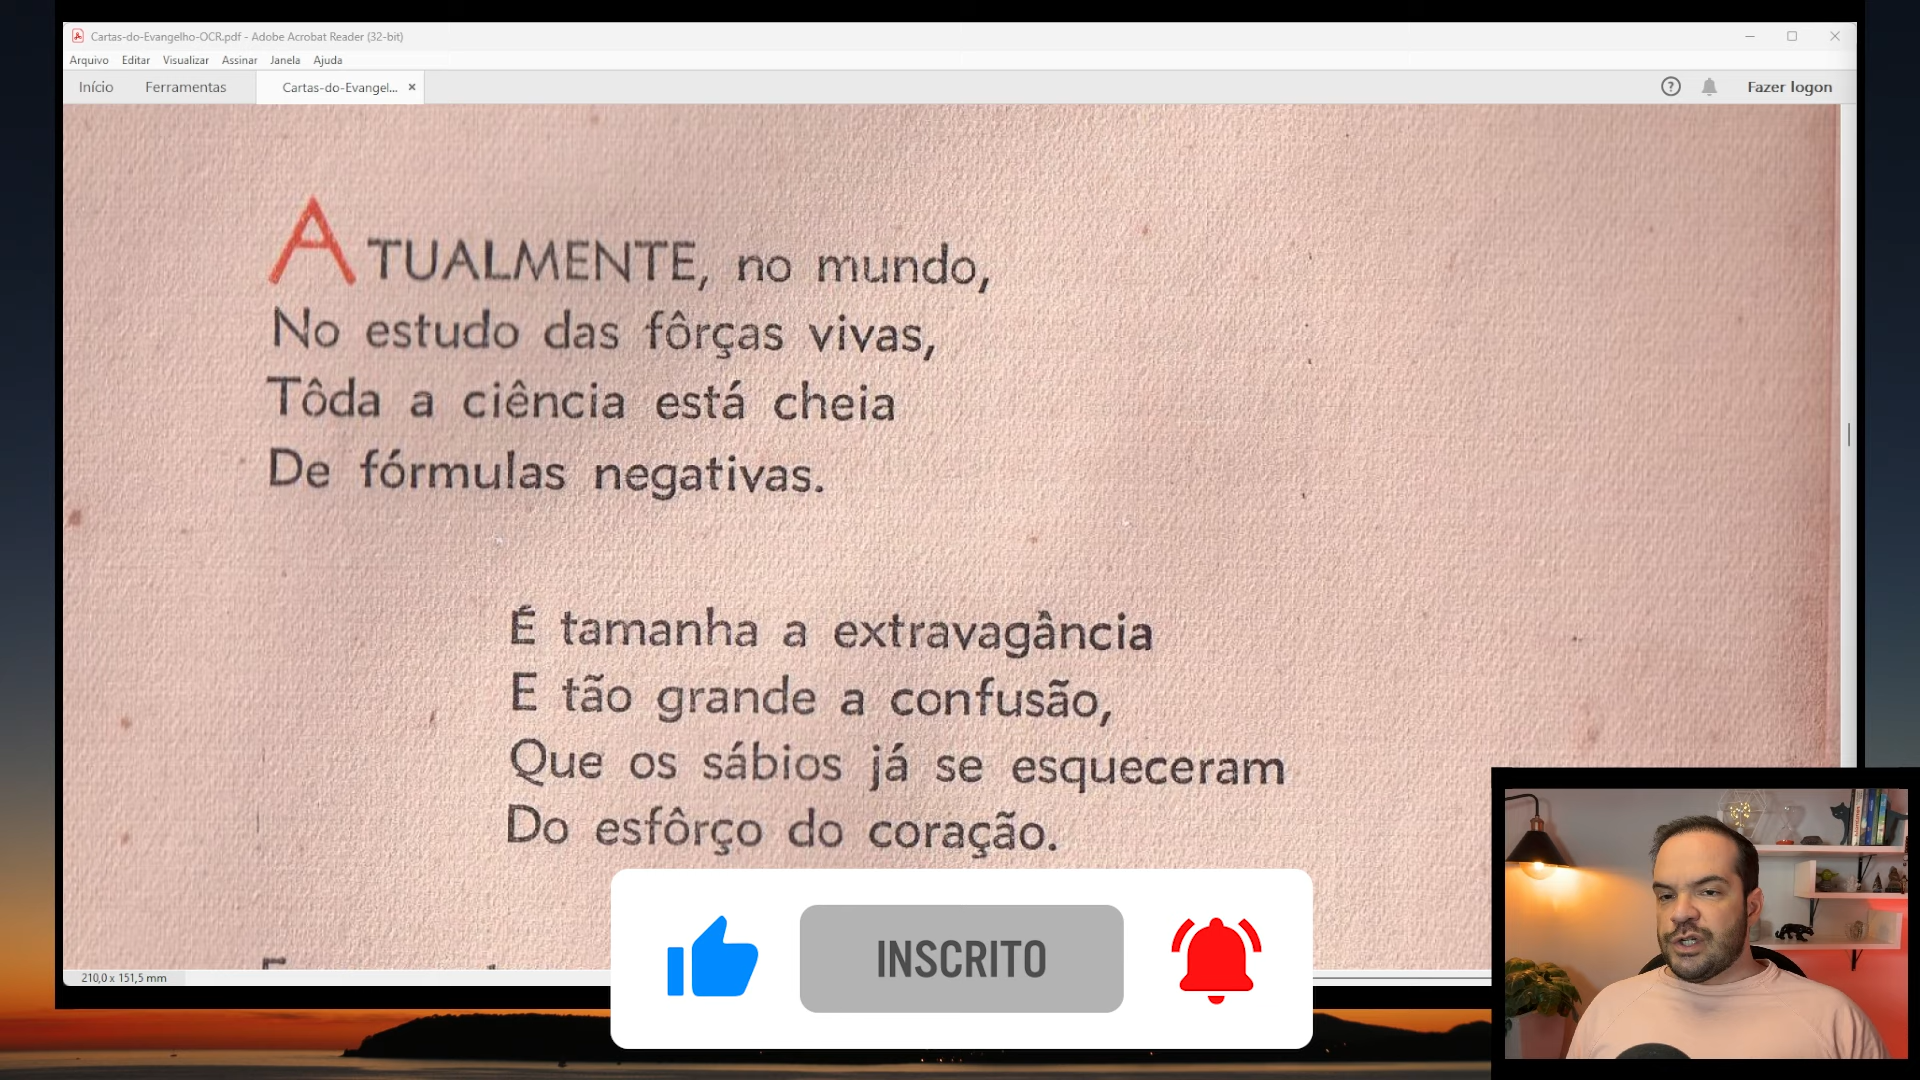 Cartas-do-Evangelho-OCR.pdf - Adobe Acrobat Reader (32-bit)
Arquivo Editar Visualizar Assinar Janela Ajuda
Início Ferramentas Cartas-do-Evangel... × ? Fazer logon
ATUALMENTE, no mundo,
No estudo das fôrças vivas,
Tôda a ciência está cheia
De fórmulas negativas.
É tamanha a extravagância
E tão grande a confusão,
Que os sábios já se esqueceram
Do esfôrço do coração.
210,0 x 151,5 mm
INSCRITO